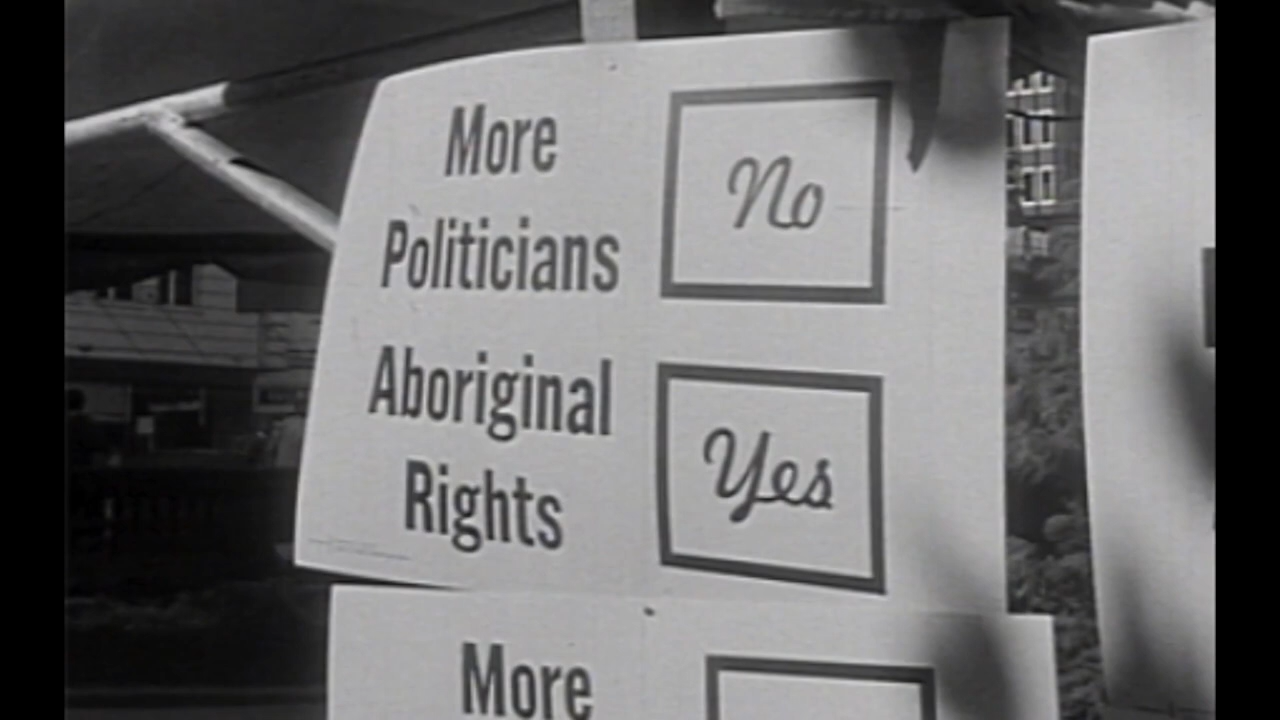 More
Politicians
No
Aboriginal
Rights
Yes
More